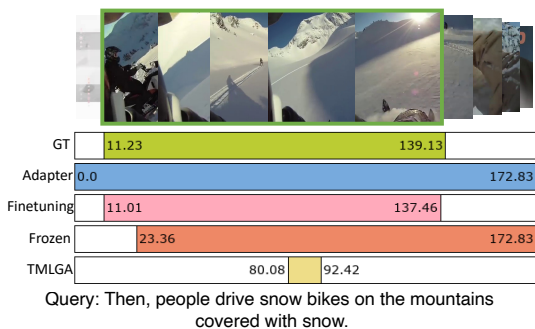 GT 11.23 139.13
Adapter 0.0 172.83
Finetuning 11.01 137.46
Frozen 23.36 172.83
TMLGA 80.08 92.42
Query: Then, people drive snow bikes on the mountains
covered with snow.